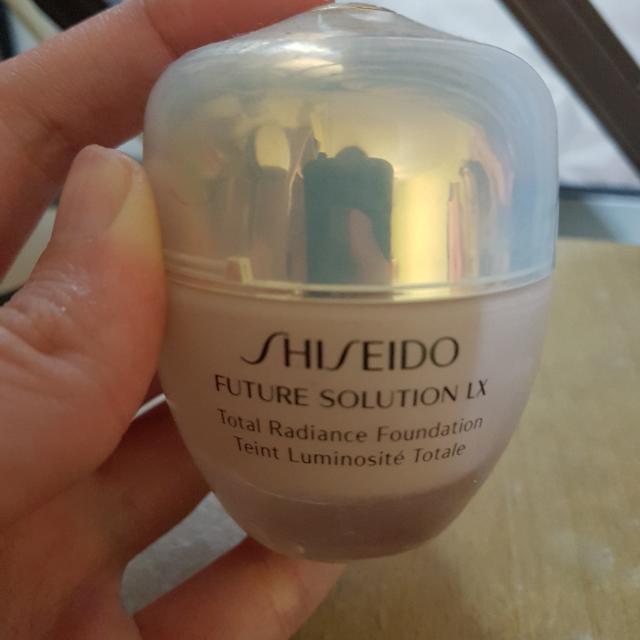 SHISEIDO
FUTURE SOLUTION LX
Total Radiance Foundation
Teint Luminosité Totale